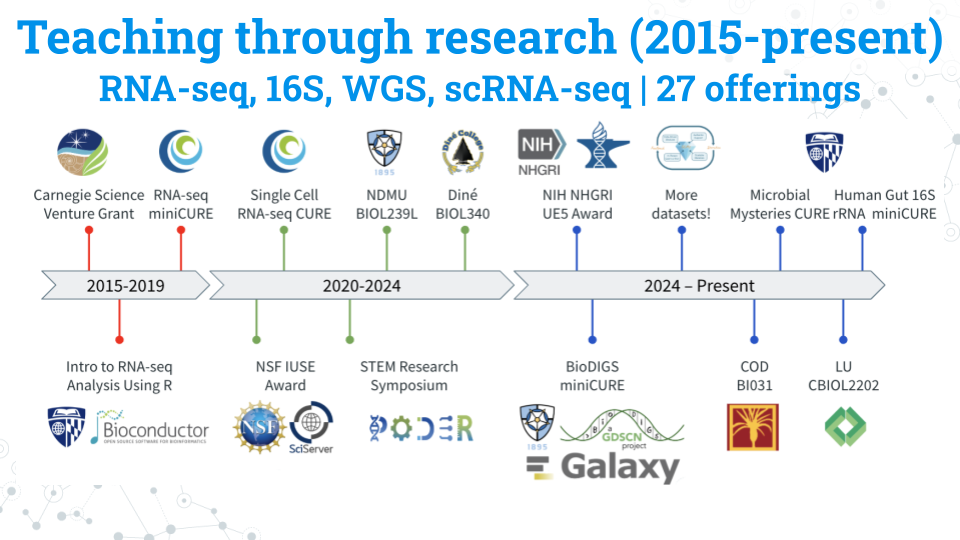 Teaching through research (2015-present)
RNA-seq, 16S, WGS, scRNA-seq | 27 offerings
1895
Diné College
NIH
NHGRI
Carnegie Science
Venture Grant
RNA-seq
miniCURE
Single Cell
RNA-seq CURE
NDMU
BIOL239L
Diné
BIOL340
NIH NHGRI
UE5 Award
More
datasets!
Microbial
Mysteries CURE
Human Gut 16S
rRNA miniCURE
2015-2019
2020-2024
2024 – Present
Intro to RNA-seq
Analysis Using R
NSF IUSE
Award
STEM Research
Symposium
BioDIGS
miniCURE
COD
BI031
LU
CBIOL2202
Bioconductor
OPEN SOURCE SOFTWARE FOR BIOINFORMATICS
NSF
SciServer
PODER
1895
BioDIGS
GDSCN
project
Galaxy